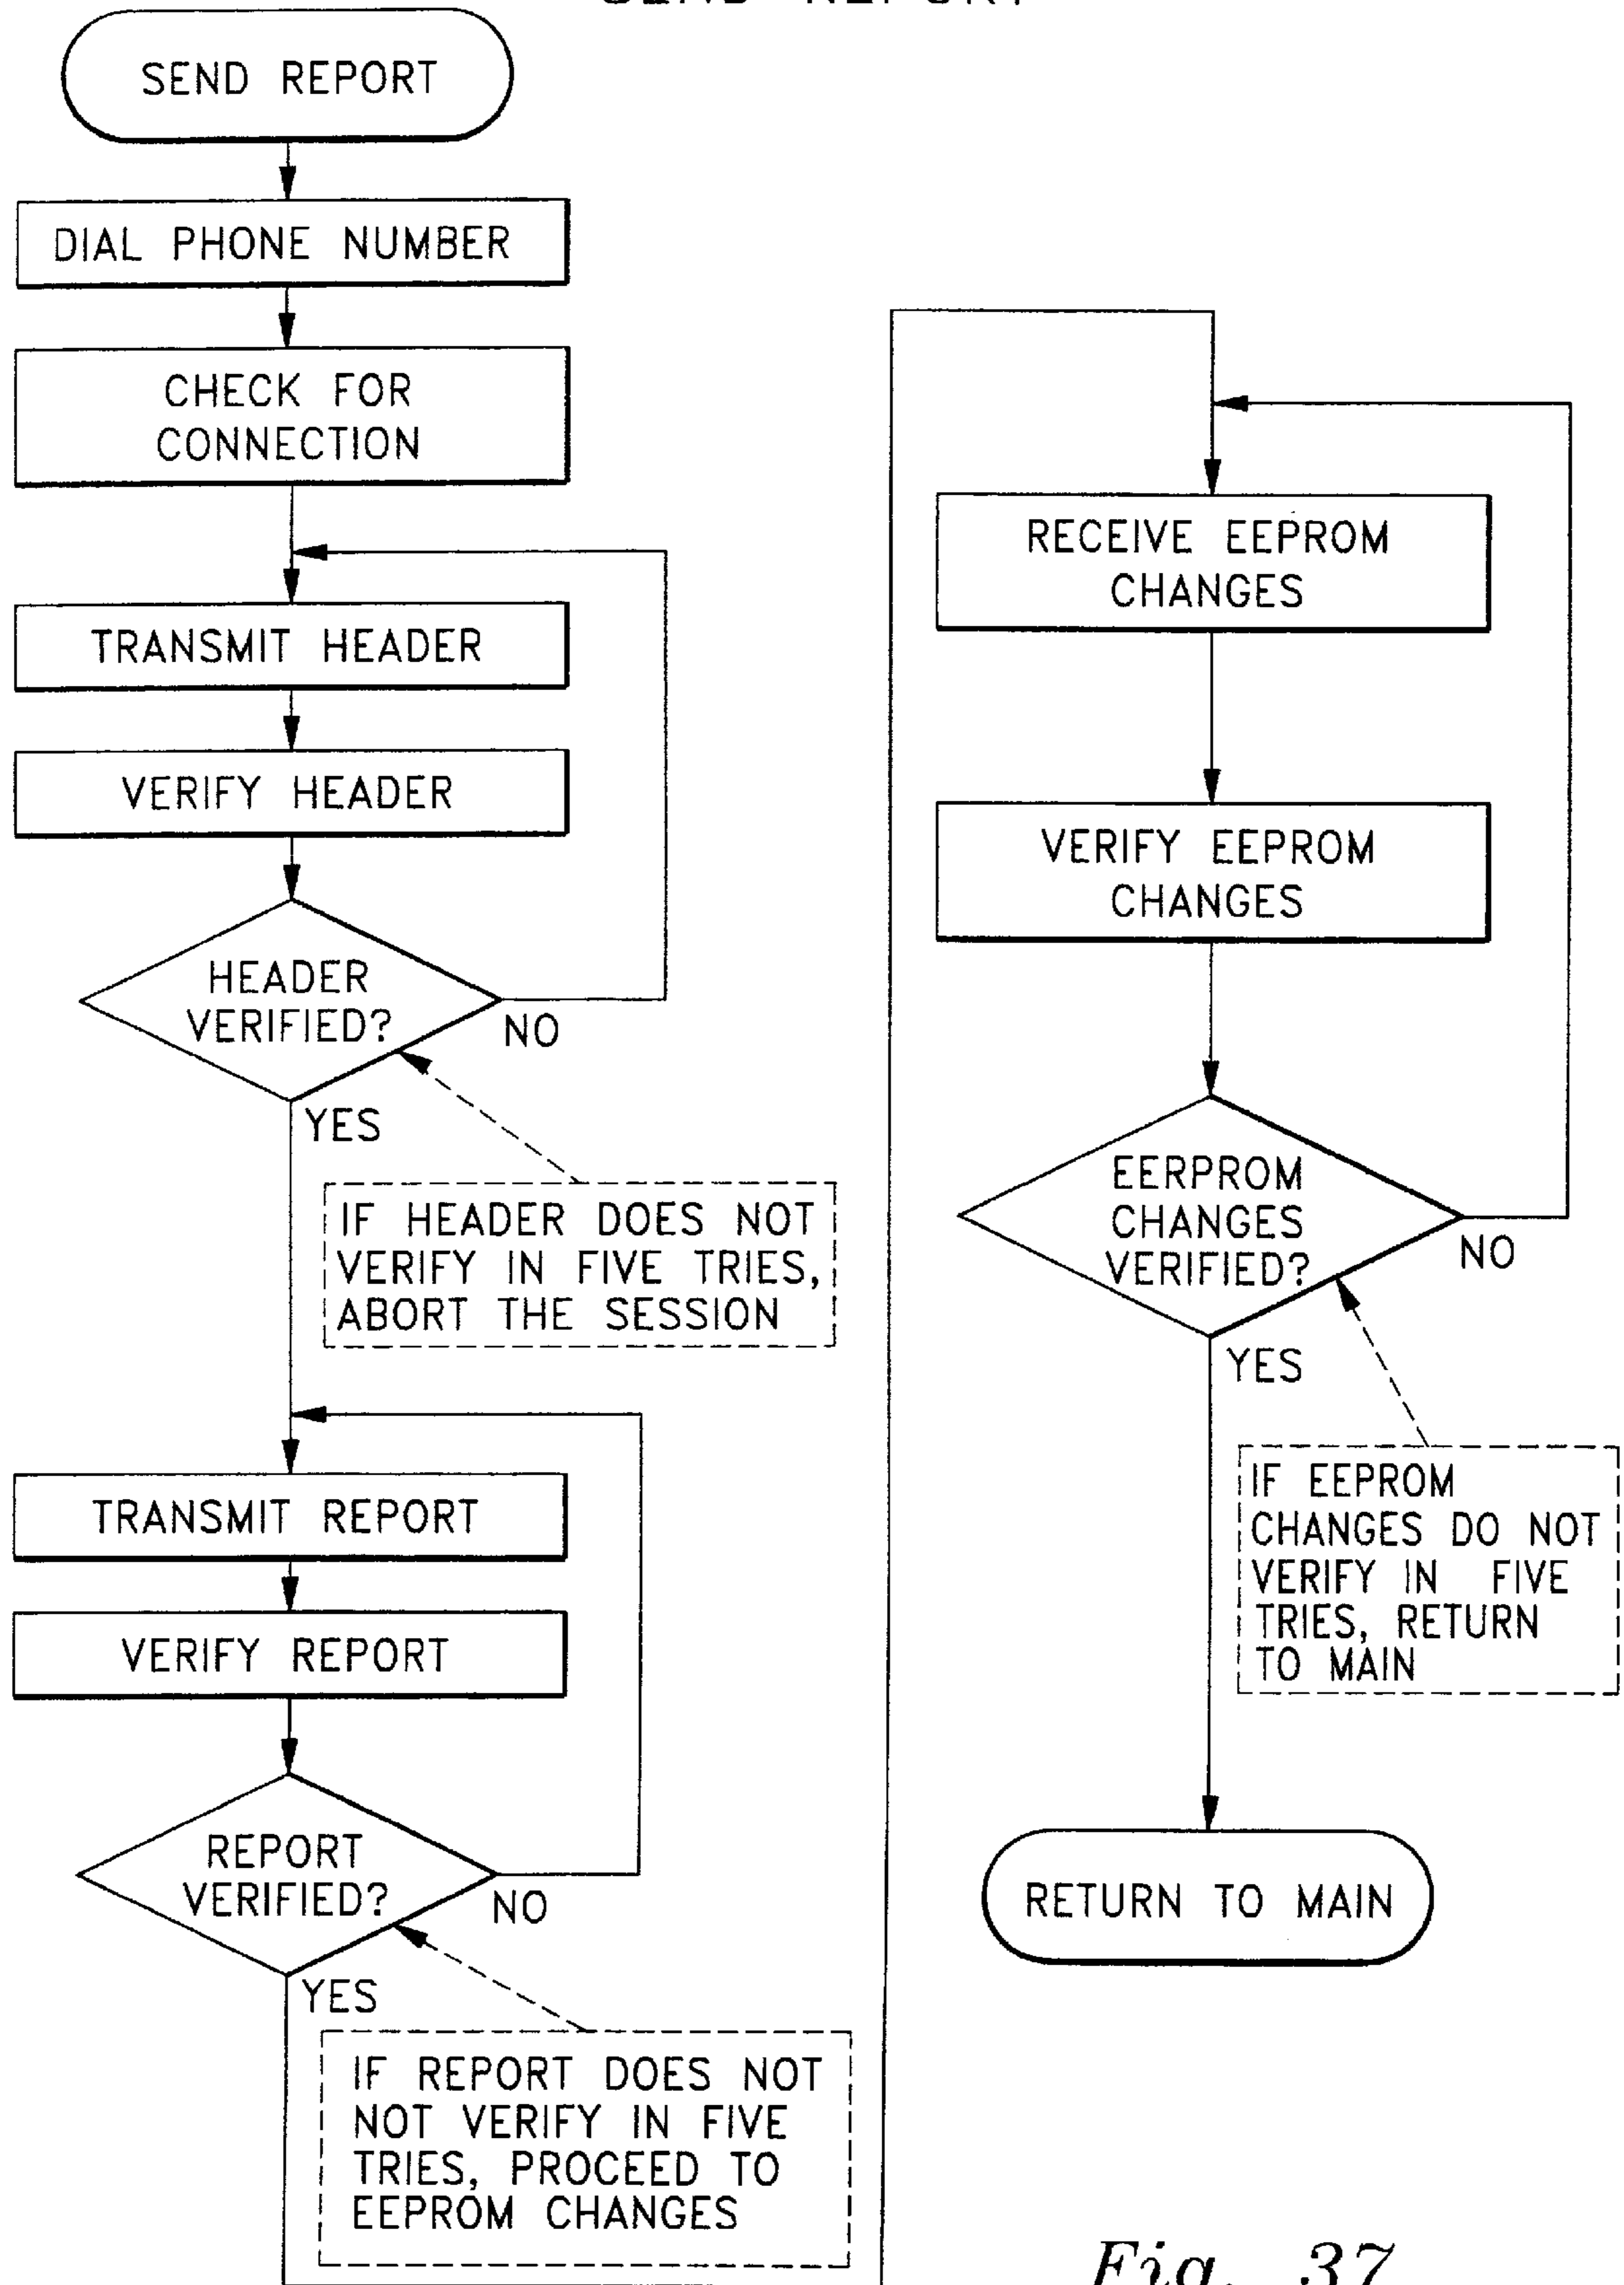 SEND REPORT
SEND REPORT
DIAL PHONE NUMBER
CHECK FOR
CONNECTION
TRANSMIT HEADER
VERIFY HEADER
HEADER
VERIFIED?
NO
YES
IF HEADER DOES NOT
VERIFY IN FIVE TRIES,
ABORT THE SESSION
TRANSMIT REPORT
VERIFY REPORT
REPORT
VERIFIED?
NO
YES
IF REPORT DOES NOT
NOT VERIFY IN FIVE
TRIES, PROCEED TO
EEPROM CHANGES
RECEIVE EEPROM
CHANGES
VERIFY EEPROM
CHANGES
EERPROM
CHANGES
VERIFIED?
NO
YES
IF EEPROM
CHANGES DO NOT
VERIFY IN FIVE
TRIES, RETURN
TO MAIN
RETURN TO MAIN
Fig. 37